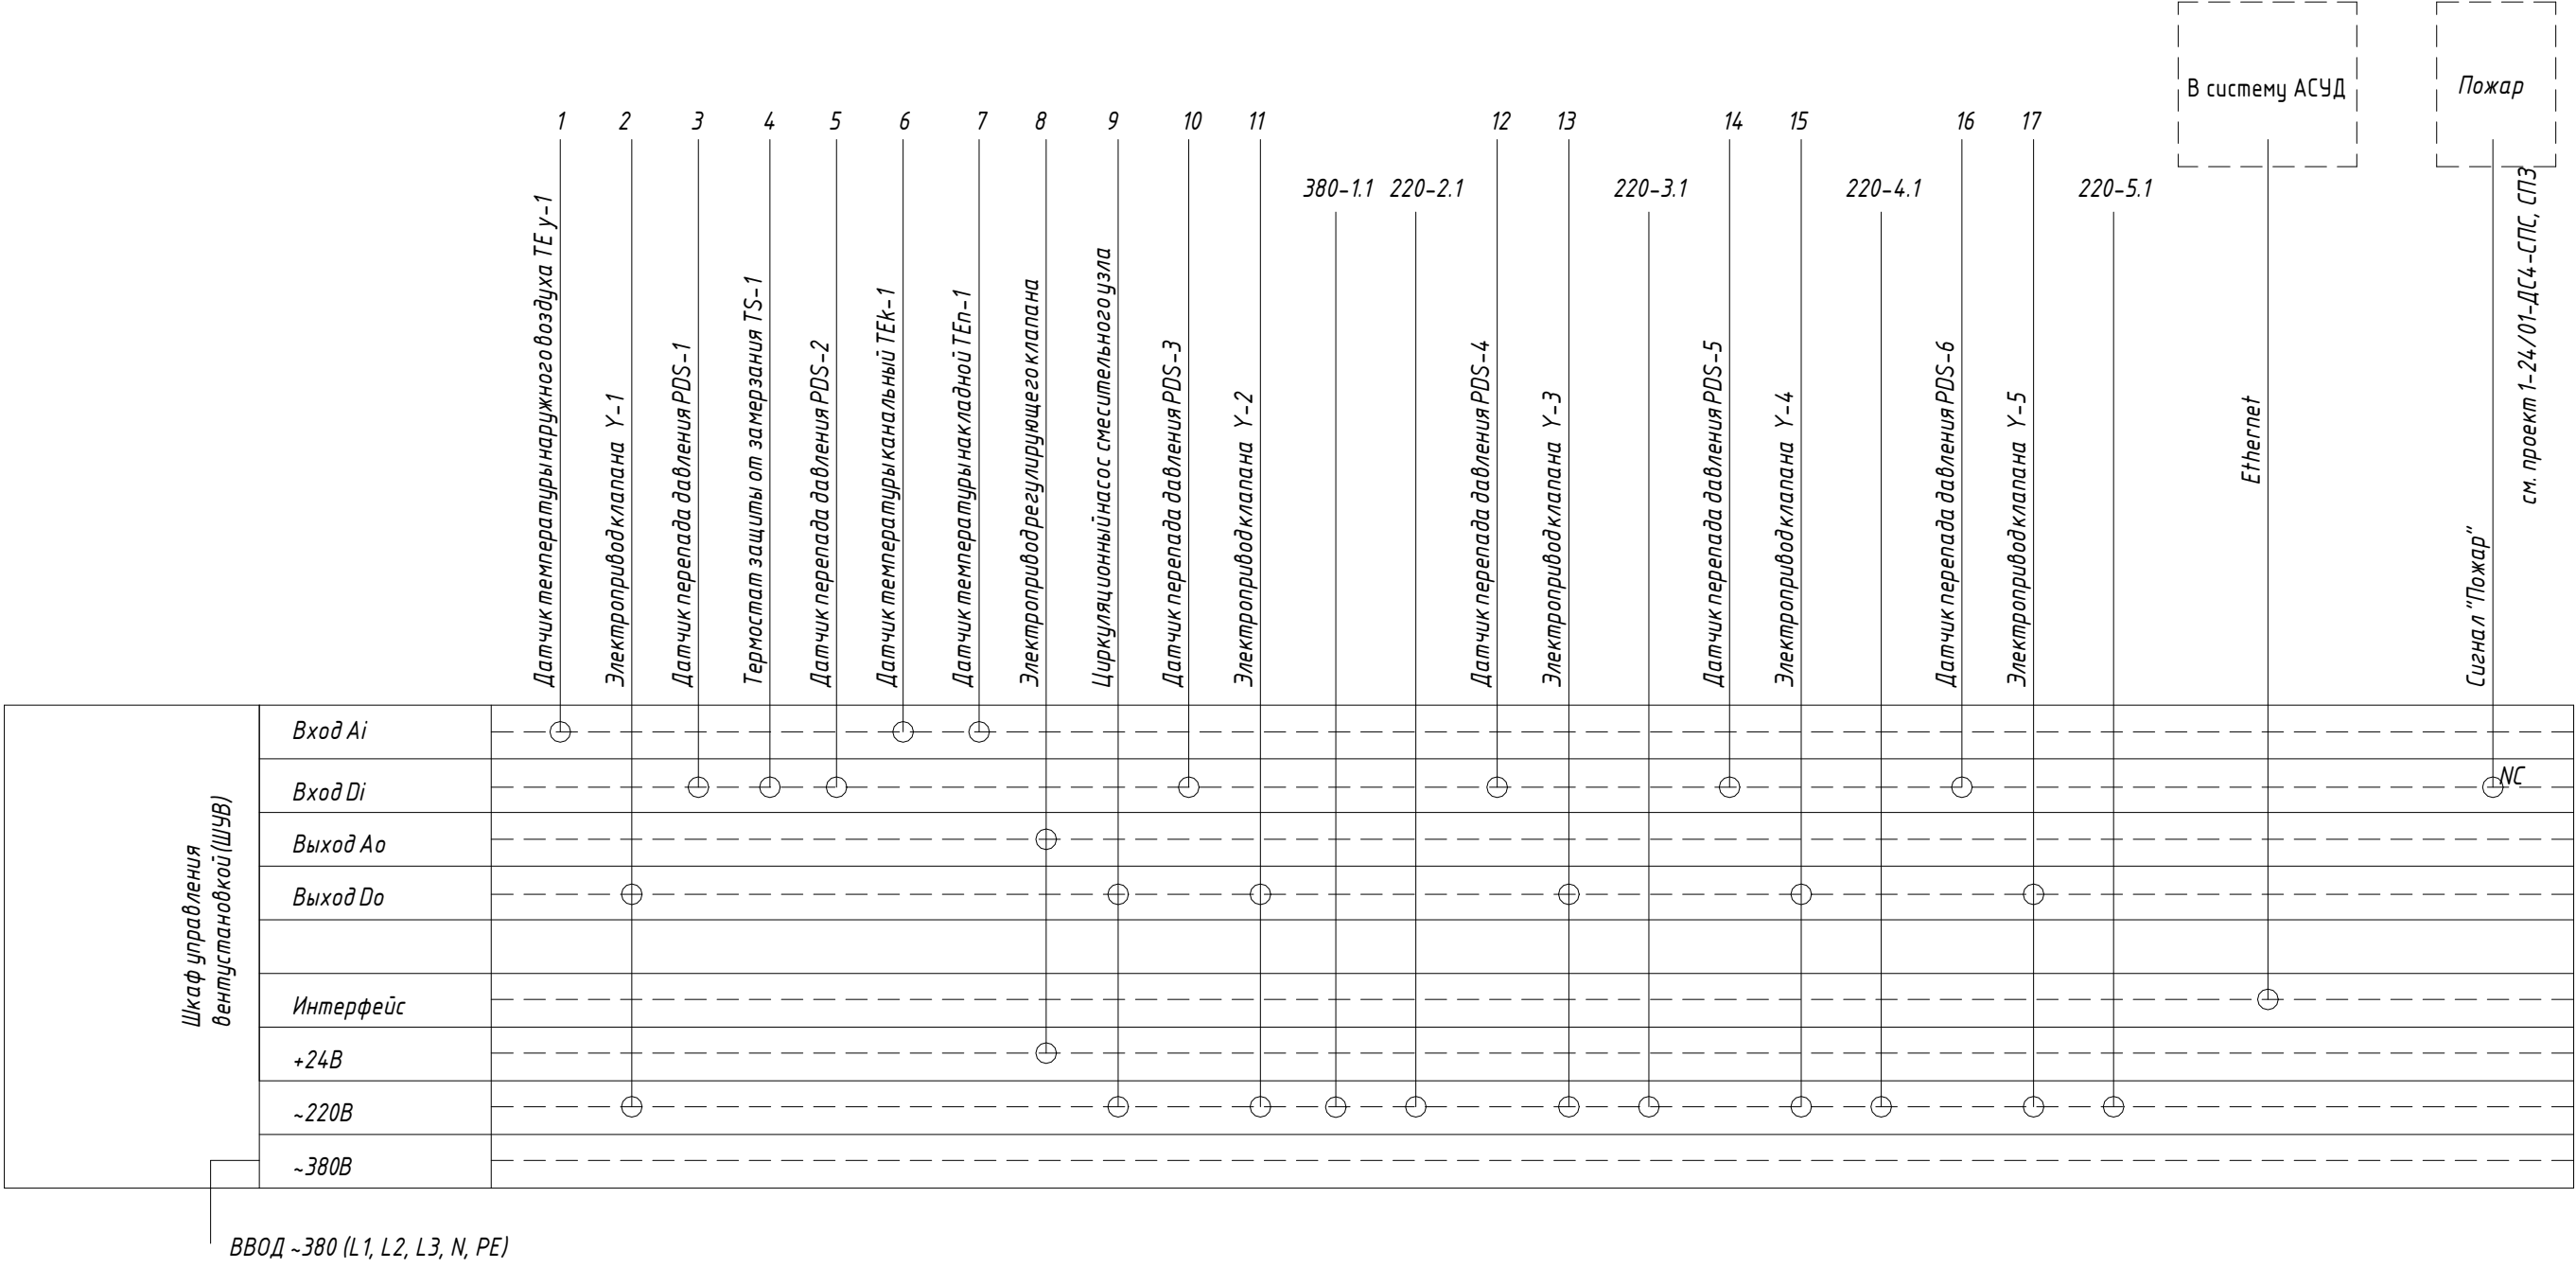 В систему АСУД
Пожар
1
2
3
4
5
6
7
8
9
10
11
12
13
14
15
16
17
380-1.1
220-2.1
220-3.1
220-4.1
220-5.1
Датчик температуры наружного воздуха ТЕ у-1
Электропривод клапана Y-1
Датчик перепада давления PDS-1
Термостат защиты от замерзания TS-1
Датчик перепада давления PDS-2
Датчик температуры канальный TEk-1
Датчик температуры накладной TEп-1
Электропривод регулирующего клапана
Циркуляционный насос смесительного узла
Датчик перепада давления PDS-3
Электропривод клапана Y-2
Датчик перепада давления PDS-4
Электропривод клапана Y-3
Датчик перепада давления PDS-5
Электропривод клапана Y-4
Датчик перепада давления PDS-6
Электропривод клапана Y-5
Ethernet
Сигнал "Пожар"
см. проект 1-24/01-ДС4-СПС, СПЗ
Шкаф управления
вентустановкой (ШУВ)
Вход Ai
Вход Di
NC
Выход Ао
Выход Do
Интерфейс
+24В
~220В
~380В
ВВОД ~380 (L1, L2, L3, N, PE)